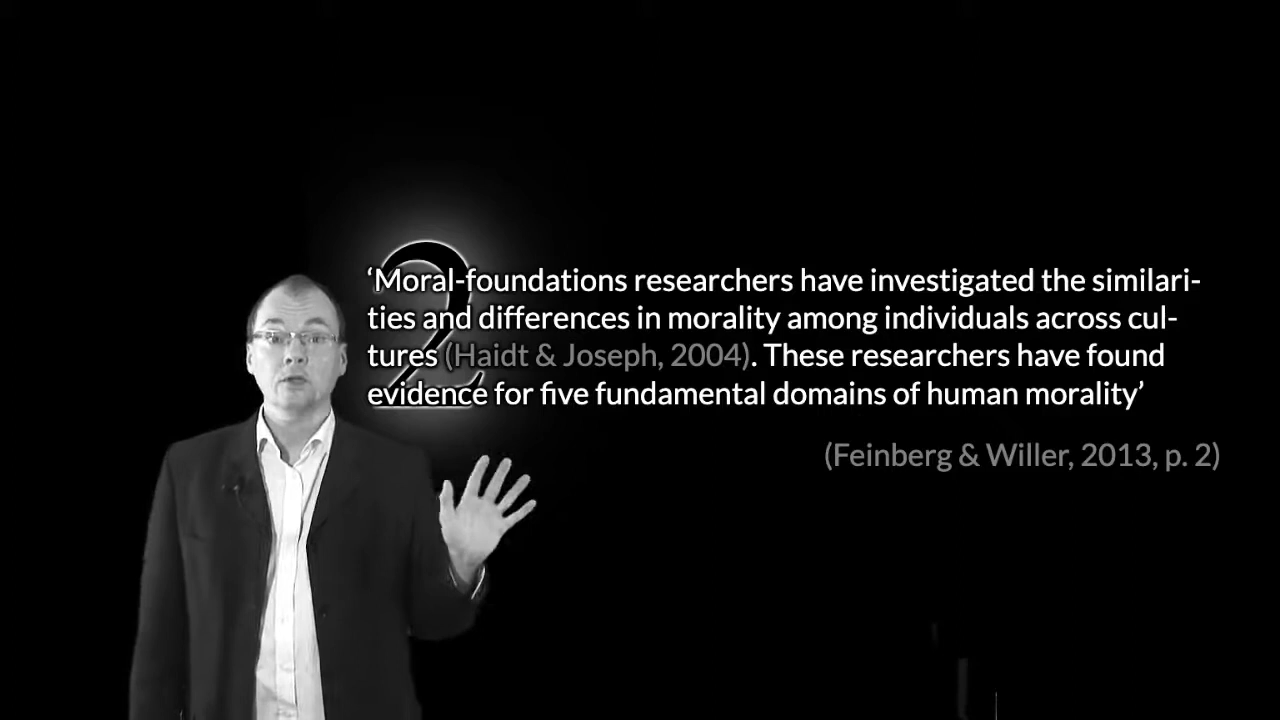 2
‘Moral-foundations researchers have investigated the similari-
ties and differences in morality among individuals across cul-
tures (Haidt & Joseph, 2004). These researchers have found
evidence for five fundamental domains of human morality’
(Feinberg & Willer, 2013, p. 2)